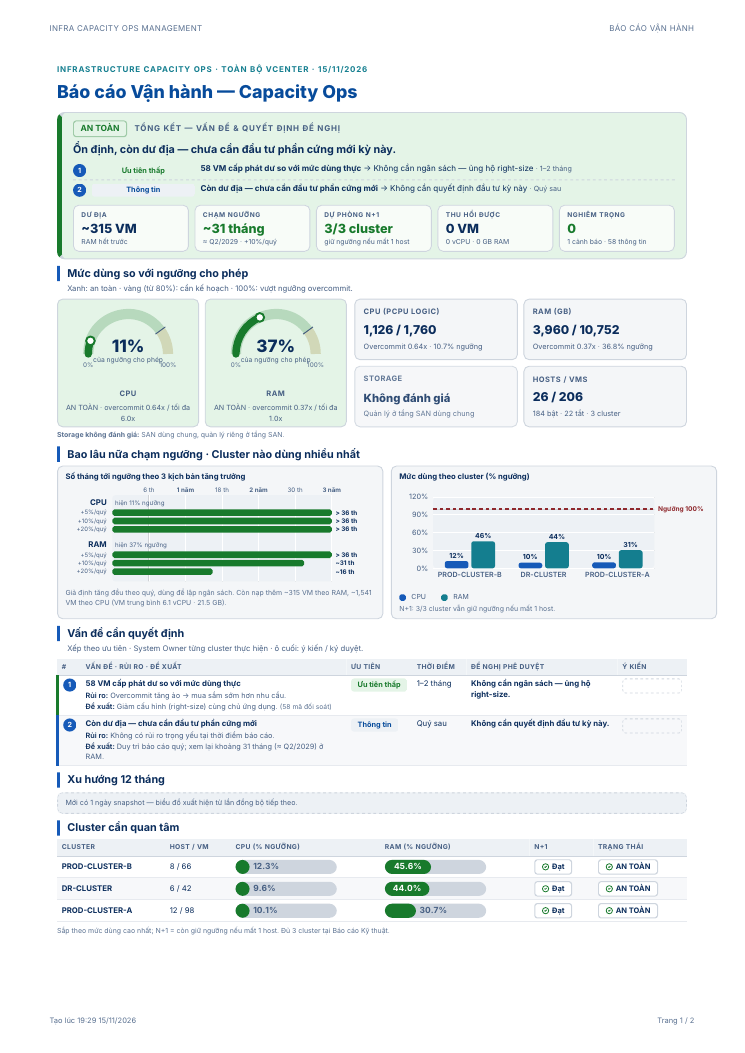 INFRA CAPACITY OPS MANAGEMENT
BÁO CÁO VẬN HÀNH
INFRASTRUCTURE CAPACITY OPS · TOÀN BỘ VCENTER · 15/11/2026
Báo cáo Vận hành — Capacity Ops
AN TOÀN TỔNG KẾT — VẤN ĐỀ & QUYẾT ĐỊNH ĐỀ NGHỊ
Ổn định, còn dư địa — chưa cần đầu tư phần cứng mới kỳ này.
1 Ưu tiên thấp 58 VM cấp phát dư so với mức dùng thực → Không cần ngân sách — ủng hộ right-size · 1–2 tháng
2 Thông tin Còn dư địa — chưa cần đầu tư phần cứng mới → Không cần quyết định đầu tư kỳ này · Quý sau
DƯ ĐỊA
~315 VM
RAM hết trước
CHẠM NGƯỠNG
~31 tháng
≈ Q2/2029 · +10%/quý
DỰ PHÒNG N+1
3/3 cluster
giữ ngưỡng nếu mất 1 host
THU HỒI ĐƯỢC
0 VM
0 vCPU · 0 GB RAM
NGHIÊM TRỌNG
0
1 cảnh báo · 58 thông tin
Mức dùng so với ngưỡng cho phép
Xanh: an toàn · vàng (từ 80%): cần kế hoạch · 100%: vượt ngưỡng overcommit.
11%
của ngưỡng cho phép
0% 100%
CPU
AN TOÀN · overcommit 0.64x / tối đa
6.0x
37%
của ngưỡng cho phép
0% 100%
RAM
AN TOÀN · overcommit 0.37x / tối đa
1.0x
CPU (PCPU LOGIC)
1,126 / 1,760
Overcommit 0.64x · 10.7% ngưỡng
RAM (GB)
3,960 / 10,752
Overcommit 0.37x · 36.8% ngưỡng
STORAGE
Không đánh giá
Quản lý ở tầng SAN dùng chung
HOSTS / VMS
26 / 206
184 bật · 22 tắt · 3 cluster
Storage không đánh giá: SAN dùng chung, quản lý riêng ở tầng SAN.
Bao lâu nữa chạm ngưỡng · Cluster nào dùng nhiều nhất
Số tháng tới ngưỡng theo 3 kịch bản tăng trưởng
6 th 1 năm 18 th 2 năm 30 th 3 năm
CPU hiện 11% ngưỡng
+5%/quý > 36 th
+10%/quý > 36 th
+20%/quý > 36 th
RAM hiện 37% ngưỡng
+5%/quý > 36 th
+10%/quý ~31 th
+20%/quý ~16 th
Giả định tăng đều theo quý, dùng để lập ngân sách. Còn nạp thêm ~315 VM theo RAM, ~1,541
VM theo CPU (VM trung bình 6.1 vCPU · 21.5 GB).
Mức dùng theo cluster (% ngưỡng)
120%
90%
60%
30%
0%
Ngưỡng 100%
12% 46% 10% 44% 10% 31%
PROD-CLUSTER-B DR-CLUSTER PROD-CLUSTER-A
CPU RAM
N+1: 3/3 cluster vẫn giữ ngưỡng nếu mất 1 host.
Vấn đề cần quyết định
Xếp theo ưu tiên · System Owner từng cluster thực hiện · ô cuối: ý kiến / ký duyệt.
# VẤN ĐỀ · RỦI RO · ĐỀ XUẤT ƯU TIÊN THỜI ĐIỂM ĐỀ NGHỊ PHÊ DUYỆT Ý KIẾN
1 58 VM cấp phát dư so với mức dùng thực Ưu tiên thấp 1–2 tháng Không cần ngân sách — ủng hộ
right-size.
Rủi ro: Overcommit tăng ảo → mua sắm sớm hơn nhu cầu.
Đề xuất: Giảm cấu hình (right-size) cùng chủ ứng dụng. (58 mã đối soát)
2 Còn dư địa — chưa cần đầu tư phần cứng mới Thông tin Quý sau Không cần quyết định đầu tư kỳ này.
Rủi ro: Không có rủi ro trọng yếu tại thời điểm báo cáo.
Đề xuất: Duy trì báo cáo quý; xem lại khoảng 31 tháng (≈ Q2/2029) ở
RAM.
Xu hướng 12 tháng
Mới có 1 ngày snapshot — biểu đồ xuất hiện từ lần đồng bộ tiếp theo.
Cluster cần quan tâm
CLUSTER HOST / VM CPU (% NGƯỠNG) RAM (% NGƯỠNG) N+1 TRẠNG THÁI
PROD-CLUSTER-B 8 / 66 12.3% 45.6% Đạt AN TOÀN
DR-CLUSTER 6 / 42 9.6% 44.0% Đạt AN TOÀN
PROD-CLUSTER-A 12 / 98 10.1% 30.7% Đạt AN TOÀN
Sắp theo mức dùng cao nhất; N+1 = còn giữ ngưỡng nếu mất 1 host. Đủ 3 cluster tại Báo cáo Kỹ thuật.
Tạo lúc 19:29 15/11/2026
Trang 1 / 2